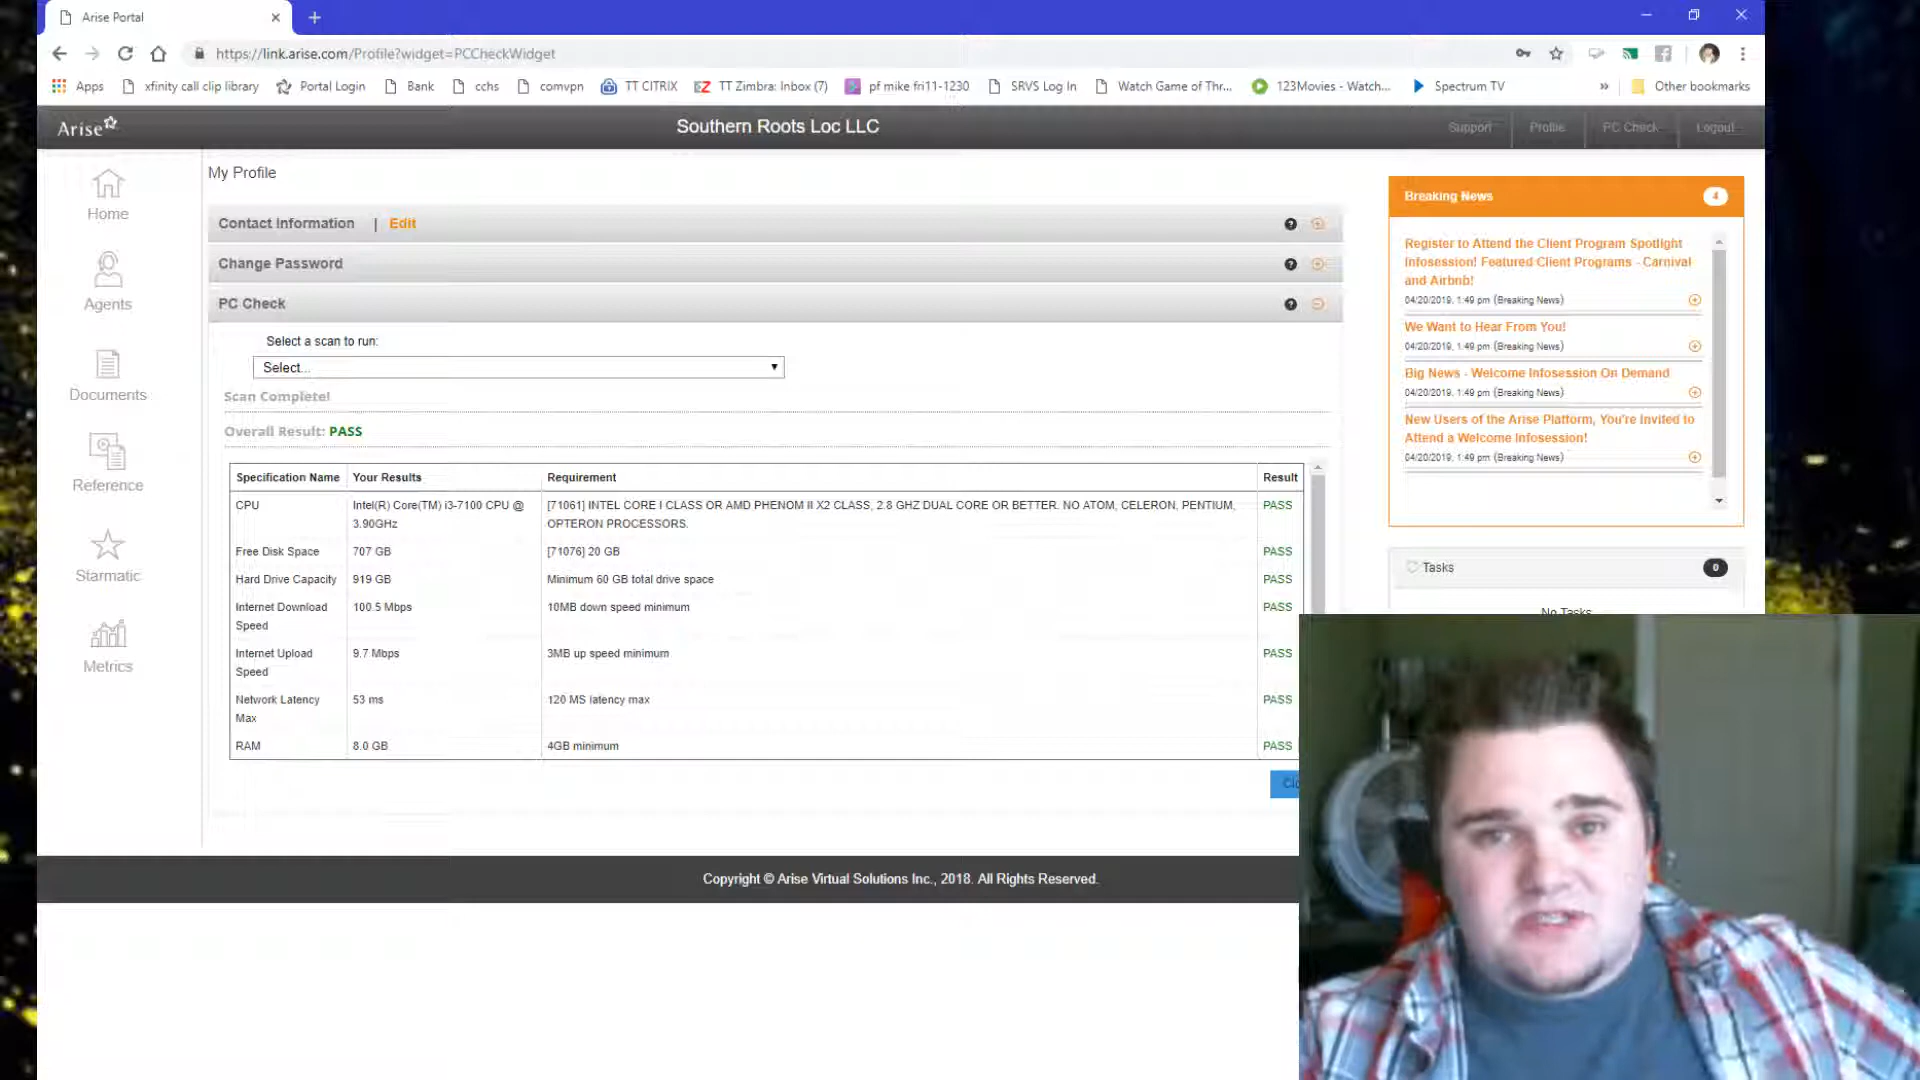 Arise Portal
https://link.arise.com/Profile?widget=PCCheckWidget
Apps
xfinity call clip library
Portal Login
Bank
cchs
comvpn
TT CITRIX
TT Zimbra: Inbox (7)
pf mike fri11-1230
SRVS Log In
Watch Game of Thr...
123Movies - Watch...
Spectrum TV
»
Other bookmarks
Arise
Southern Roots Loc LLC
Support
Profile
PC Check
Logout
Home
Agents
Documents
Reference
Starmatic
Metrics
My Profile
Contact Information | Edit
Change Password
PC Check
Select a scan to run:
Select...
Scan Complete!
Overall Result: PASS
Specification Name Your Results Requirement Result
CPU Intel(R) Core(TM) i3-7100 CPU @ [71061] INTEL CORE I CLASS OR AMD PHENOM II X2 CLASS, 2.8 GHZ DUAL CORE OR BETTER. NO ATOM, CELERON, PENTIUM, PASS
3.90GHz OPTERON PROCESSORS.
Free Disk Space 707 GB [71076] 20 GB PASS
Hard Drive Capacity 919 GB Minimum 60 GB total drive space PASS
Internet Download 100.5 Mbps 10MB down speed minimum PASS
Speed
Internet Upload 9.7 Mbps 3MB up speed minimum PASS
Speed
Network Latency 53 ms 120 MS latency max PASS
Max
RAM 8.0 GB 4GB minimum PASS
Breaking News 4
Register to Attend the Client Program Spotlight
Infosession! Featured Client Programs - Carnival
and Airbnb!
04/20/2019, 1:49 pm (Breaking News)
We Want to Hear From You!
04/20/2019, 1:49 pm (Breaking News)
Big News - Welcome Infosession On Demand
04/20/2019, 1:49 pm (Breaking News)
New Users of the Arise Platform, You're Invited to
Attend a Welcome Infosession!
04/20/2019, 1:49 pm (Breaking News)
Tasks 0
No Tasks
Copyright © Arise Virtual Solutions Inc., 2018. All Rights Reserved.